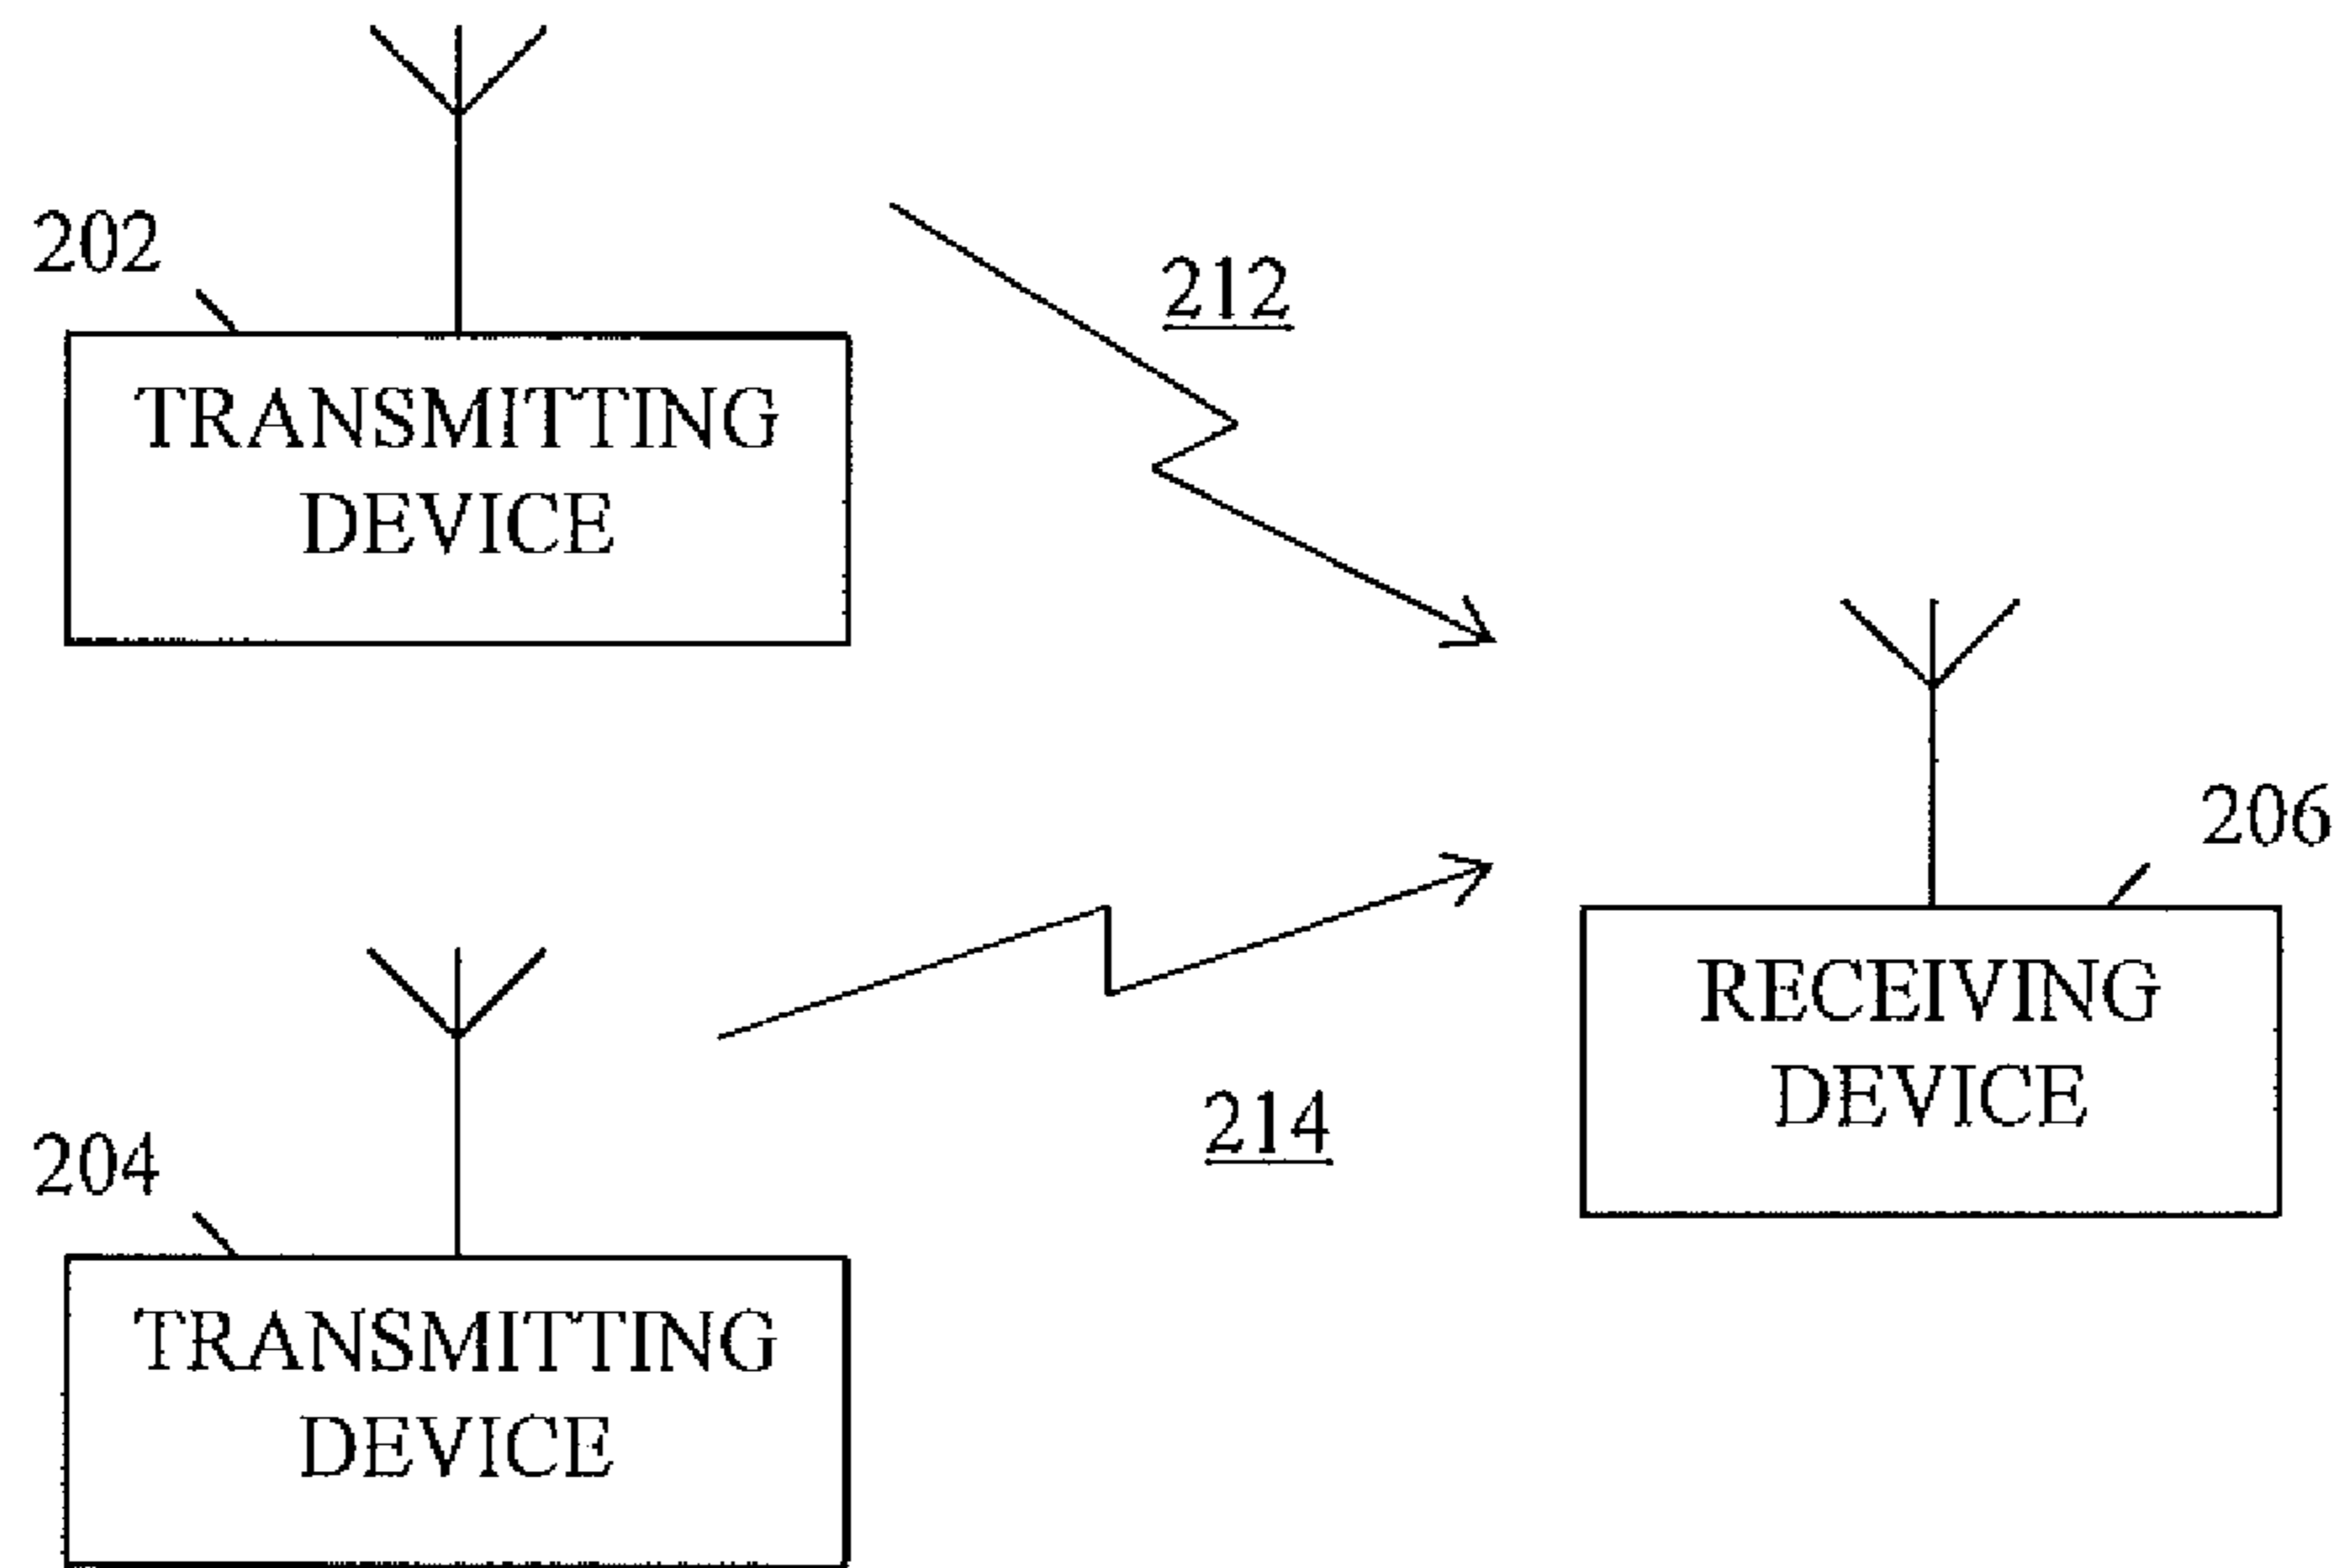 202
TRANSMITTING
DEVICE
212
206
RECEIVING
DEVICE
214
204
TRANSMITTING
DEVICE